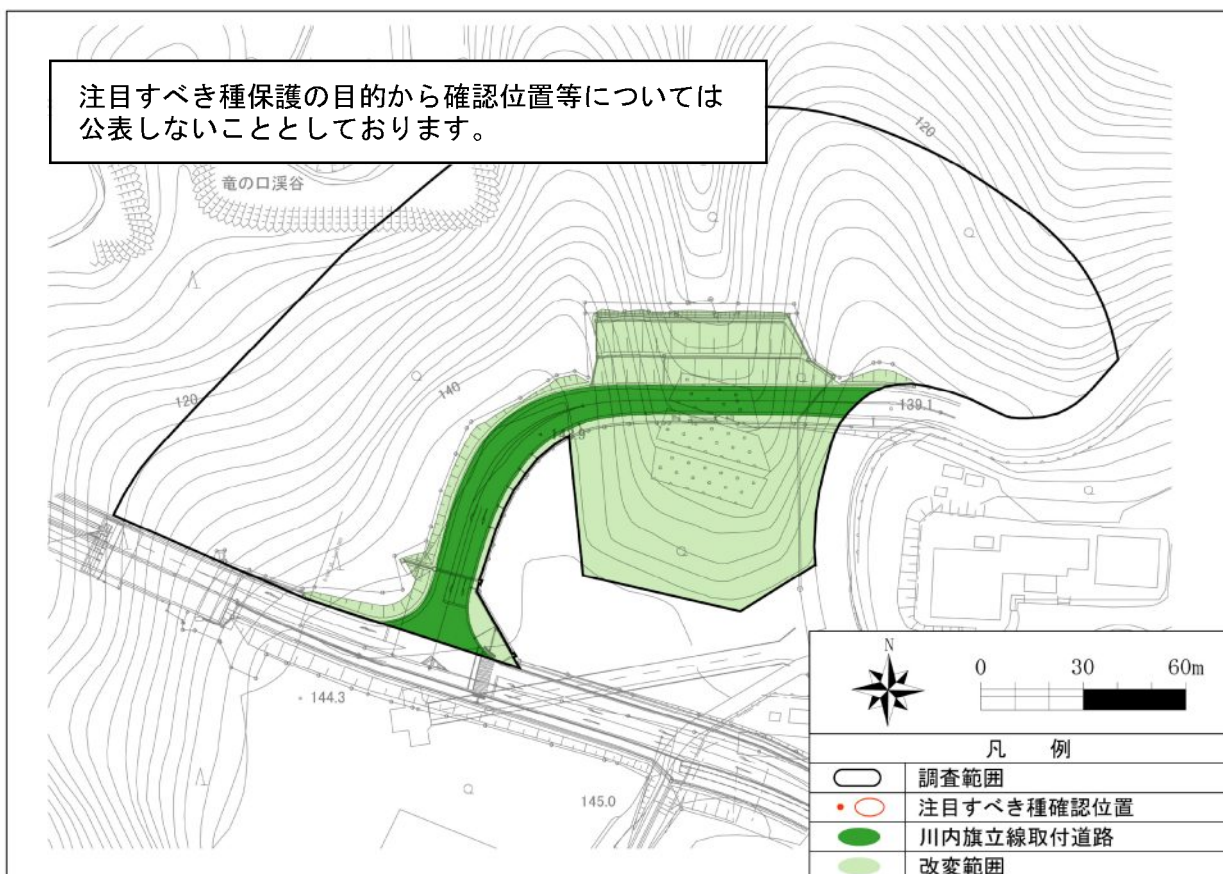 注目すべき種保護の目的から確認位置等については
公表しないこととしております。
竜の口渓谷
120
120
140
139.1
144.3
145.0
N
0 30 60m
凡 例
調査範囲
注目すべき種確認位置
川内旗立線取付道路
改変範囲